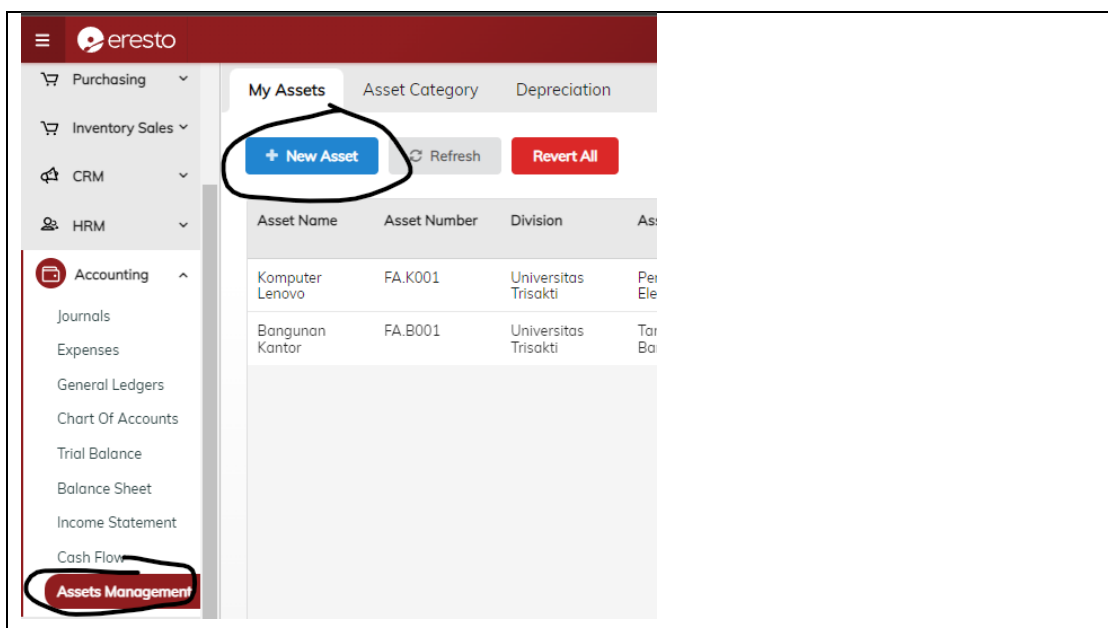 eresto
Purchasing
Inventory Sales
CRM
HRM
Accounting
Journals
Expenses
General Ledgers
Chart Of Accounts
Trial Balance
Balance Sheet
Income Statement
Cash Flow
Assets Management
My Assets Asset Category Depreciation
+ New Asset Refresh Revert All
Asset Name Asset Number Division
Komputer FA.K001 Universitas
Lenovo Trisakti
Bangunan FA.B001 Universitas
Kantor Trisakti